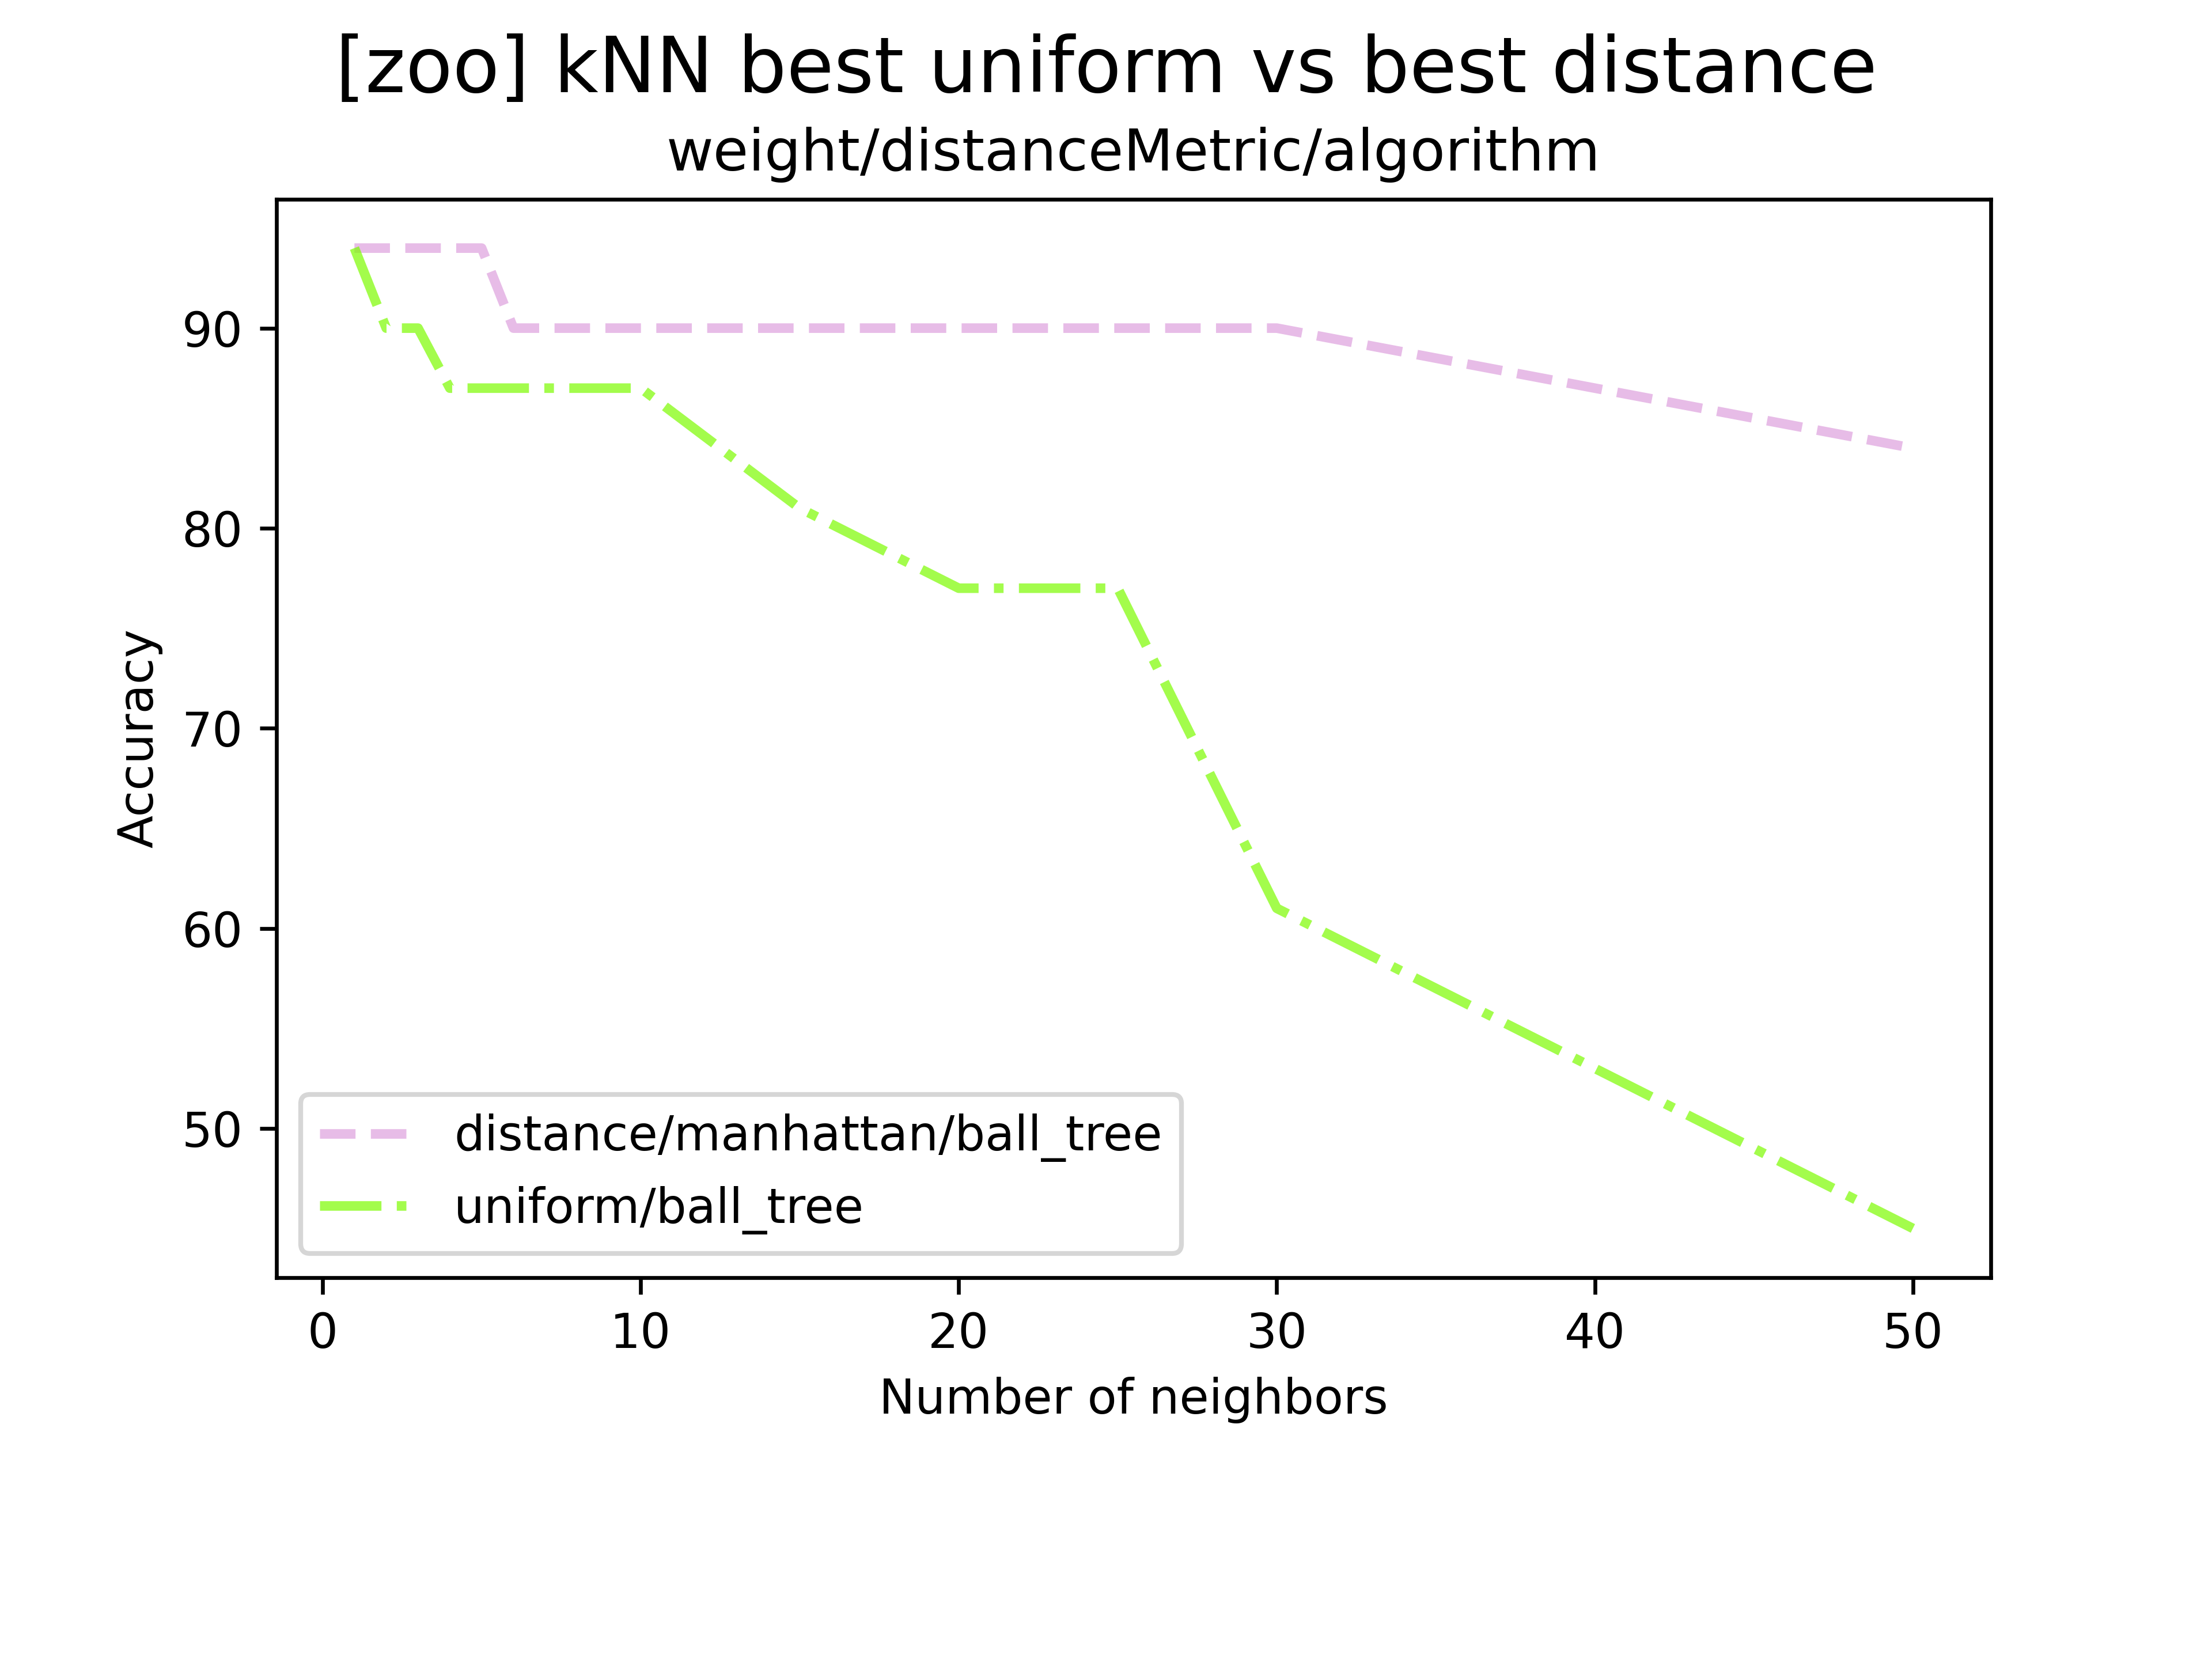 [zoo] kNN best uniform vs best distance
weight/distanceMetric/algorithm
Accuracy
90
80
70
60
50
distance/manhattan/ball_tree
uniform/ball_tree
0 10 20 30 40 50
Number of neighbors